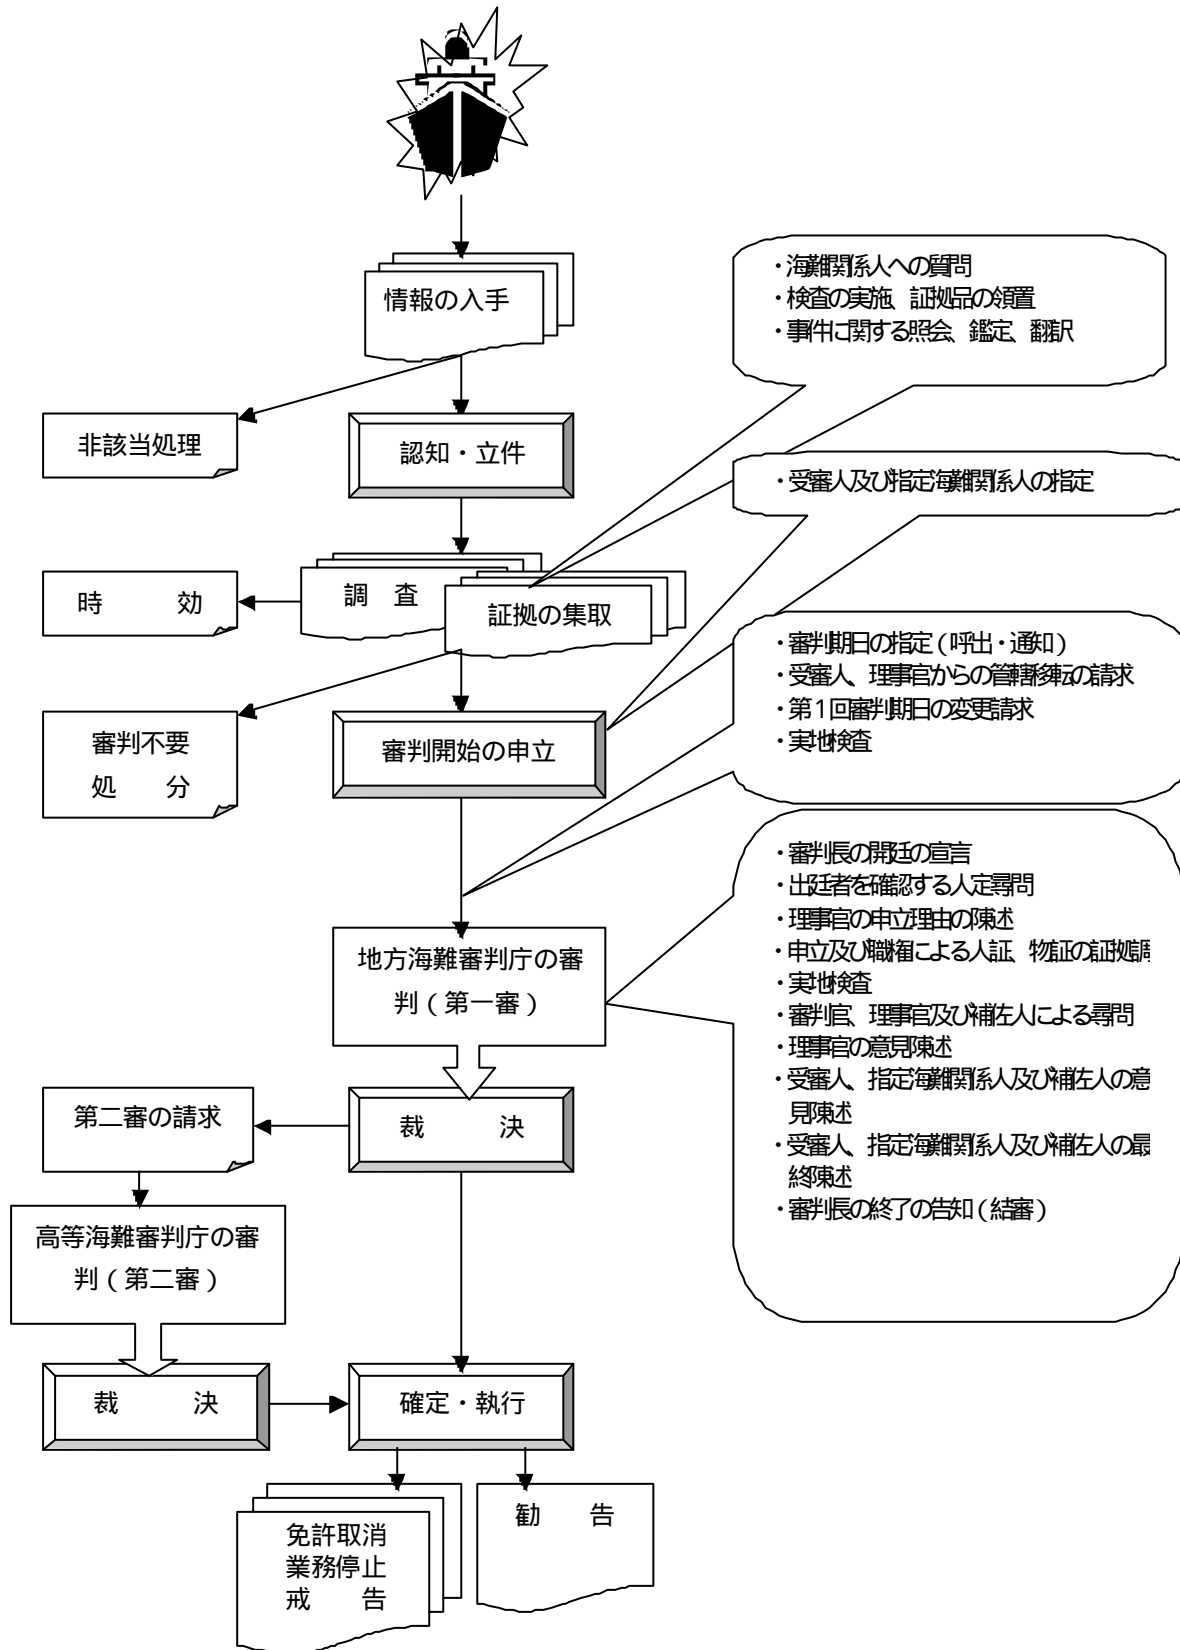 情報の入手
・海難関係人への質問
・検査の実施、証拠品の領置
・事件に関する照会、鑑定、翻訳
非該当処理
認知・立件
・受審人及び指定海難関係人の指定
時　　効
調　査
証拠の集取
・審判期日の指定（呼出・通知）
・受審人、理事官からの管轄移転の請求
・第1回審判期日の変更請求
・実地検査
審判不要
処　　分
審判開始の申立
・審判長の開廷の宣言
・出廷者を確認する人定尋問
・理事官の申立理由の陳述
・申立及び職権による人証、物証の証拠調
・実地検査
・審判官、理事官及び補佐人による尋問
・理事官の意見陳述
・受審人、指定海難関係人及び補佐人の意
見陳述
・受審人、指定海難関係人及び補佐人の最
終陳述
・審判長の終了の告知（結審）
地方海難審判庁の審
判（第一審）
第二審の請求
裁　　決
高等海難審判庁の審
判（第二審）
裁　　決
確定・執行
免許取消
業務停止
戒　　告
勧　　告